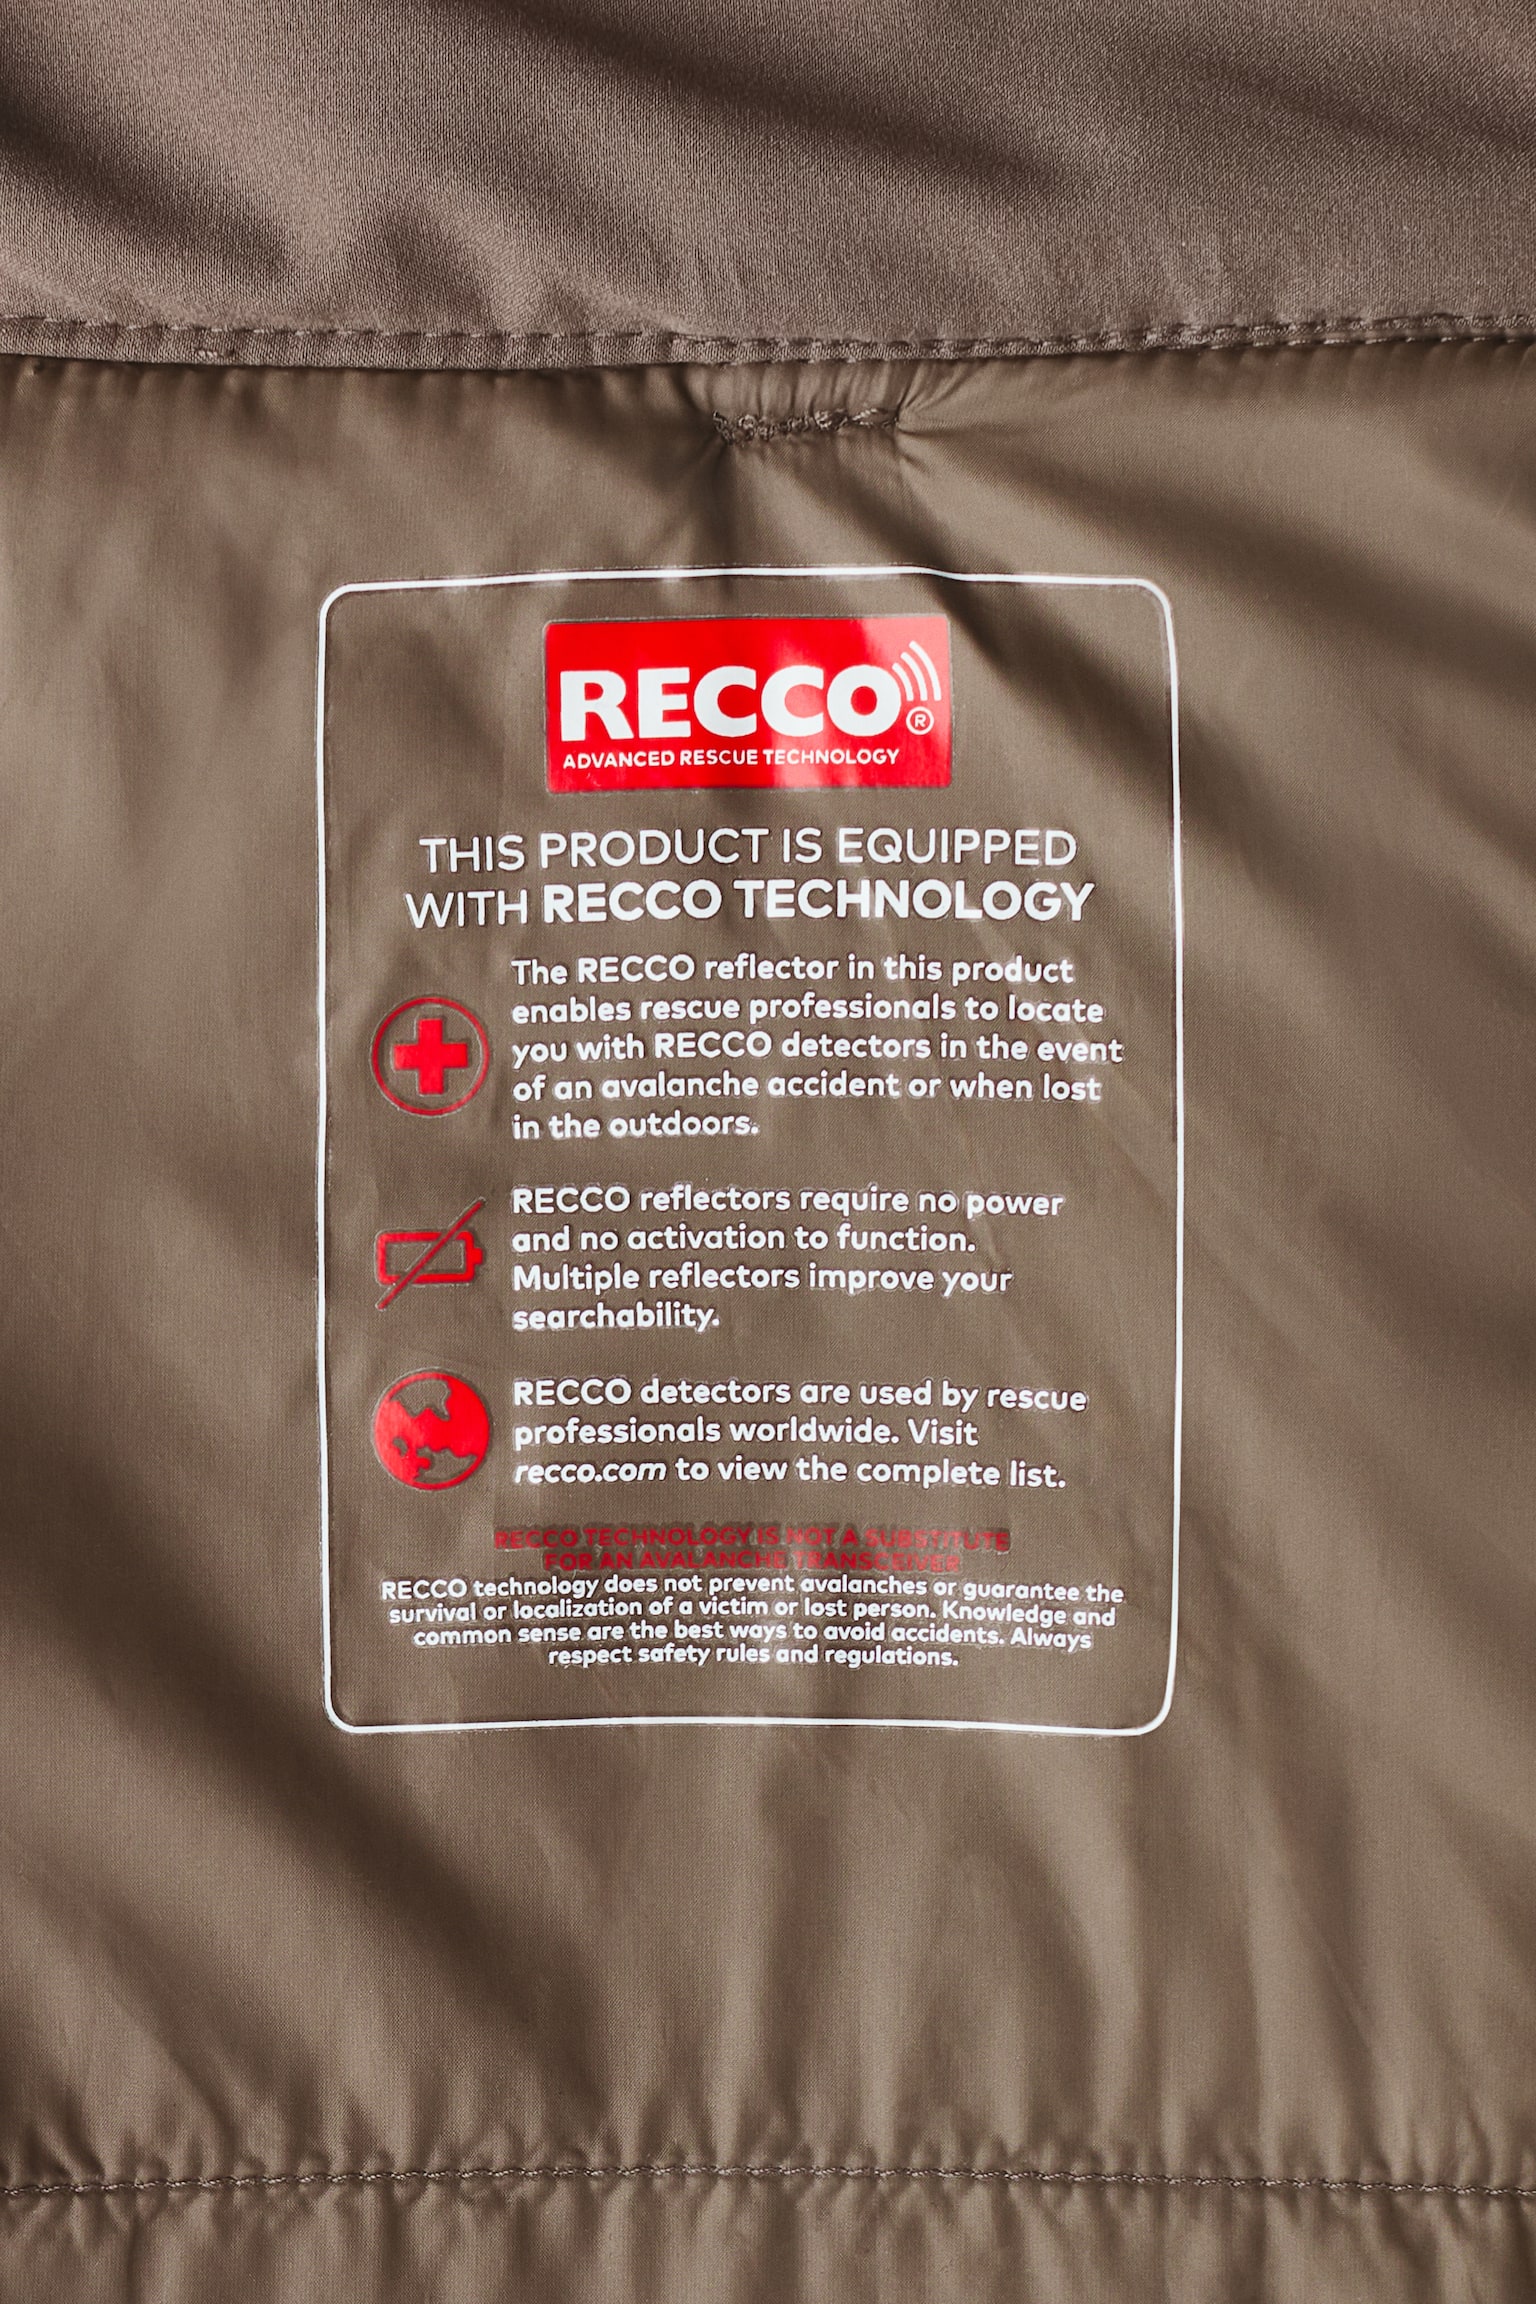 RECCO®
ADVANCED RESCUE TECHNOLOGY
THIS PRODUCT IS EQUIPPED
WITH RECCO TECHNOLOGY
The RECCO reflector in this product
enables rescue professionals to locate
you with RECCO detectors in the event
of an avalanche accident or when lost
in the outdoors.
RECCO reflectors require no power
and no activation to function.
Multiple reflectors improve your
searchability.
RECCO detectors are used by rescue
professionals worldwide. Visit
recco.com to view the complete list.
RECCO TECHNOLOGY IS NOT A SUBSTITUTE
FOR AN AVALANCHE TRANSCEIVER
RECCO technology does not prevent avalanches or guarantee the
survival or localization of a victim or lost person. Knowledge and
common sense are the best ways to avoid accidents. Always
respect safety rules and regulations.